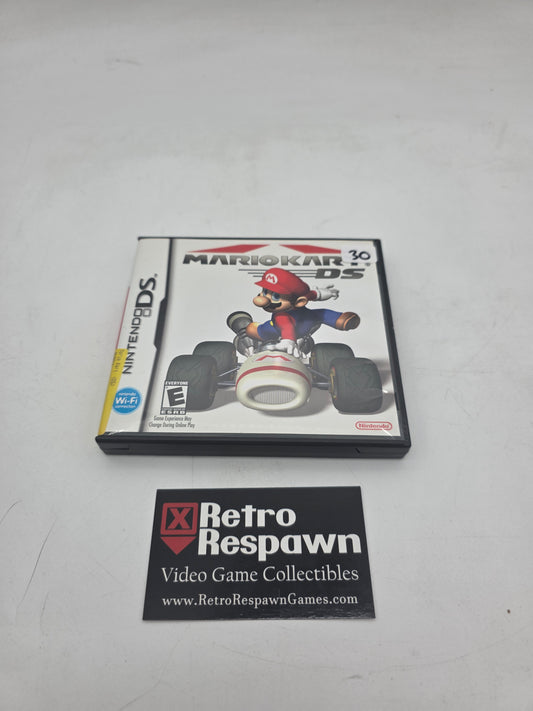 30
MARIOKART
DS
NINTENDO DS
Nintendo
Wi-Fi
connection
EVERYONE
E
ESRB
Game Experience May
Change During Online Play
Nintendo
M
X
Retro
Respawn
Video Game Collectibles
www.RetroRespawnGames.com